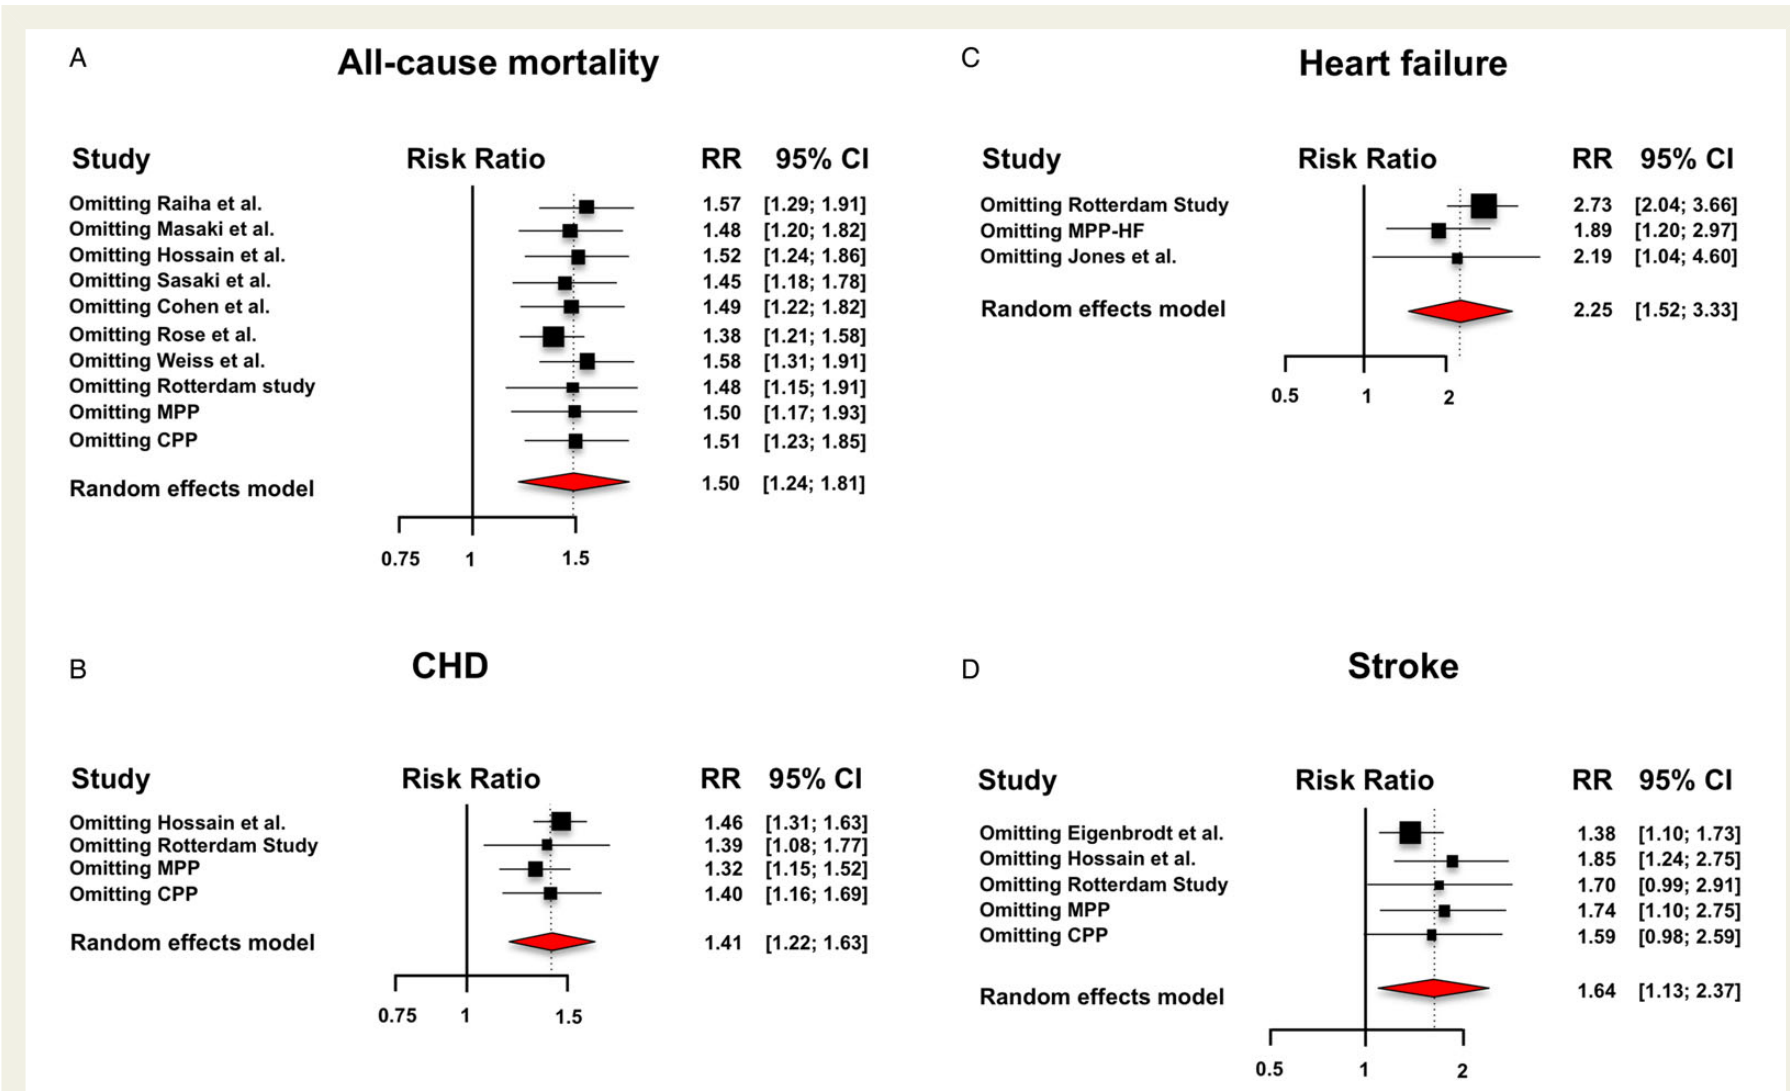 A
All-cause mortality
Study Risk Ratio RR 95% CI
Omitting Raiha et al. 1.57 [1.29; 1.91]
Omitting Masaki et al. 1.48 [1.20; 1.82]
Omitting Hossain et al. 1.52 [1.24; 1.86]
Omitting Sasaki et al. 1.45 [1.18; 1.78]
Omitting Cohen et al. 1.49 [1.22; 1.82]
Omitting Rose et al. 1.38 [1.21; 1.58]
Omitting Weiss et al. 1.58 [1.31; 1.91]
Omitting Rotterdam study 1.48 [1.15; 1.91]
Omitting MPP 1.50 [1.17; 1.93]
Omitting CPP 1.51 [1.23; 1.85]
Random effects model 1.50 [1.24; 1.81]
0.75 1 1.5
B
CHD
Study Risk Ratio RR 95% CI
Omitting Hossain et al. 1.46 [1.31; 1.63]
Omitting Rotterdam Study 1.39 [1.08; 1.77]
Omitting MPP 1.32 [1.15; 1.52]
Omitting CPP 1.40 [1.16; 1.69]
Random effects model 1.41 [1.22; 1.63]
0.75 1 1.5
C
Heart failure
Study Risk Ratio RR 95% CI
Omitting Rotterdam Study 2.73 [2.04; 3.66]
Omitting MPP-HF 1.89 [1.20; 2.97]
Omitting Jones et al. 2.19 [1.04; 4.60]
Random effects model 2.25 [1.52; 3.33]
0.5 1 2
D
Stroke
Study Risk Ratio RR 95% CI
Omitting Eigenbrodt et al. 1.38 [1.10; 1.73]
Omitting Hossain et al. 1.85 [1.24; 2.75]
Omitting Rotterdam Study 1.70 [0.99; 2.91]
Omitting MPP 1.74 [1.10; 2.75]
Omitting CPP 1.59 [0.98; 2.59]
Random effects model 1.64 [1.13; 2.37]
0.5 1 2